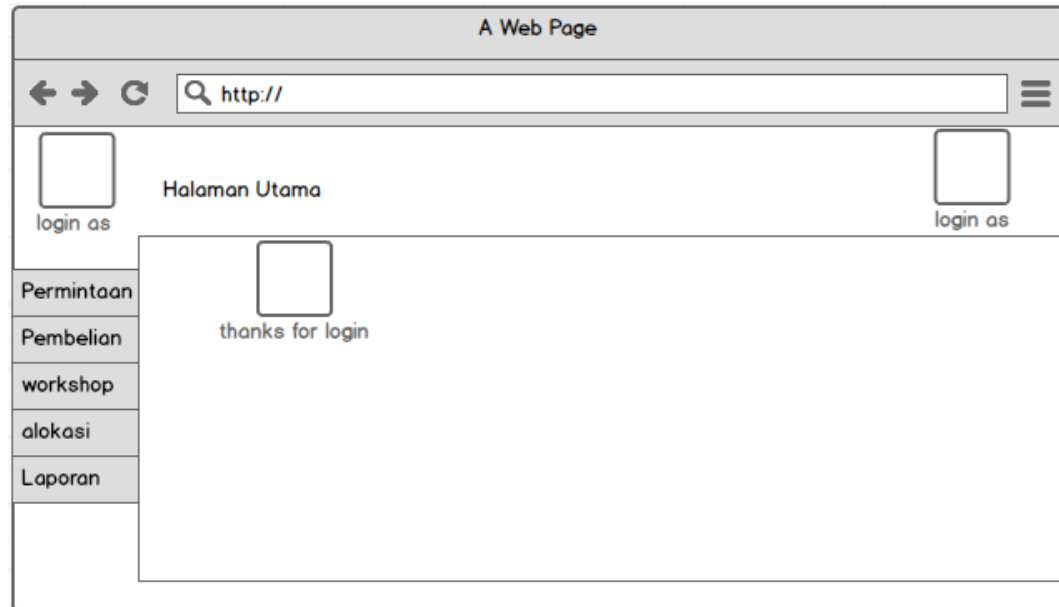 A Web Page
http://
login as
Halaman Utama
login as
Permintaan
Pembelian
workshop
alokasi
Laporan
thanks for login